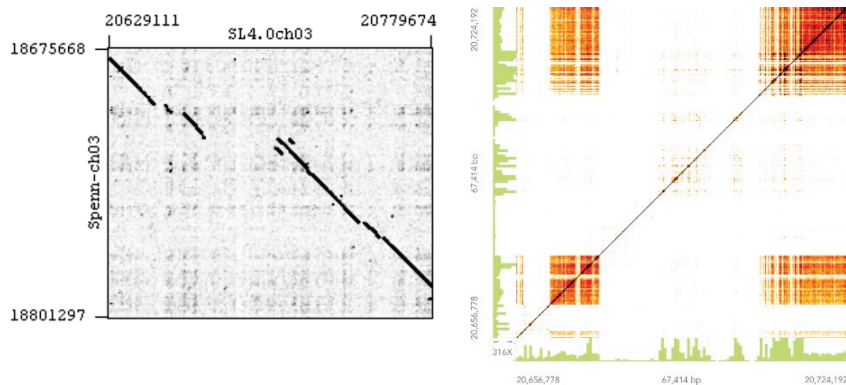 20629111 20779674
SL4.0ch03
18675668
Spenn-ch03
18801297
20,724,192
67,414 bp
20,656,778
316X
20,656,778 67,414 bp 20,724,192